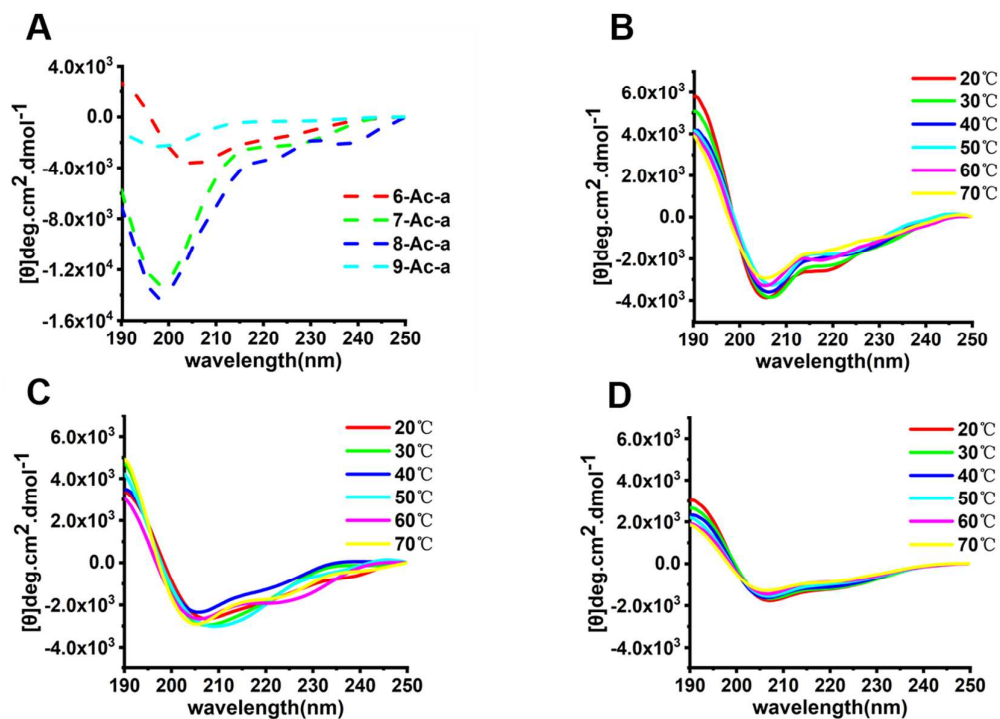 A
[θ]deg.cm².dmol⁻¹
4.0x10³
0.0
-4.0x10³
-8.0x10³
-1.2x10⁴
-1.6x10⁴
190 200 210 220 230 240 250
wavelength(nm)
6-Ac-a
7-Ac-a
8-Ac-a
9-Ac-a
B
[θ]deg.cm².dmol⁻¹
6.0x10³
4.0x10³
2.0x10³
0.0
-2.0x10³
-4.0x10³
190 200 210 220 230 240 250
wavelength(nm)
20℃
30℃
40℃
50℃
60℃
70℃
C
[θ]deg.cm².dmol⁻¹
6.0x10³
4.0x10³
2.0x10³
0.0
-2.0x10³
-4.0x10³
190 200 210 220 230 240 250
wavelength(nm)
20℃
30℃
40℃
50℃
60℃
70℃
D
[θ]deg.cm².dmol⁻¹
6.0x10³
4.0x10³
2.0x10³
0.0
-2.0x10³
-4.0x10³
190 200 210 220 230 240 250
wavelength(nm)
20℃
30℃
40℃
50℃
60℃
70℃